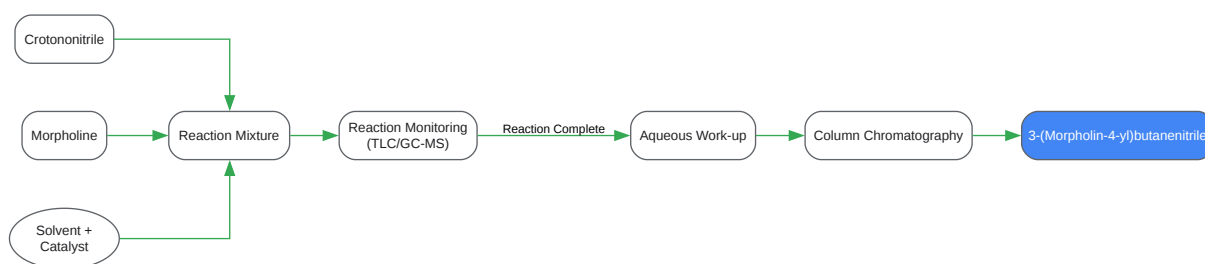 Crotononitrile
Morpholine
Solvent +
Catalyst
Reaction Mixture
Reaction Monitoring
(TLC/GC-MS)
Reaction Complete
Aqueous Work-up
Column Chromatography
3-(Morpholin-4-yl)butanenitrile